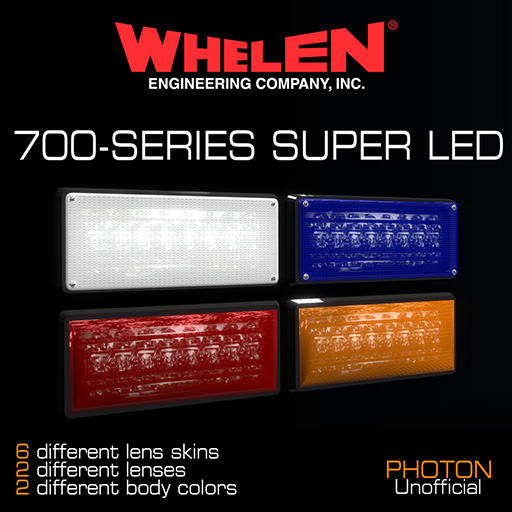 WHELEN®
ENGINEERING COMPANY, INC.
700-SERIES SUPER LED
6 different lens skins
2 different lenses
2 different body colors
PHOTON
Unofficial